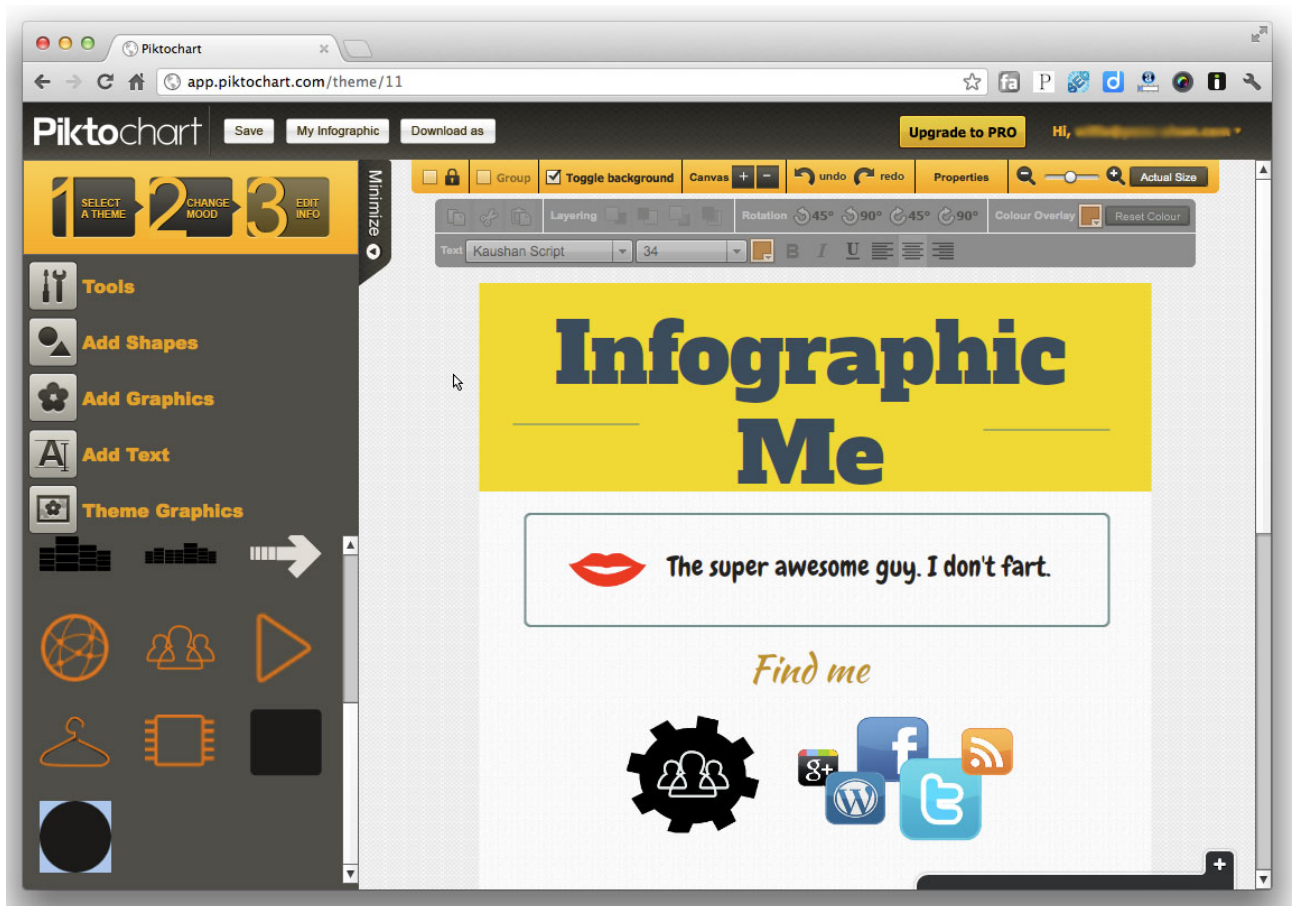 Piktochart
app.piktochart.com/theme/11
Piktochart Save My Infographic Download as Upgrade to PRO Hi,
1 SELECT A THEME 2 CHANGE MOOD 3 EDIT INFO
Minimize
Group Toggle background Canvas + - undo redo Properties Actual Size
Layering Rotation 45° 90° 45° 90° Colour Overlay Reset Colour
Text Kaushan Script 34 B I U
Tools
Add Shapes
Add Graphics
Add Text
Theme Graphics
Infographic
Me
The super awesome guy. I don't fart.
Find me